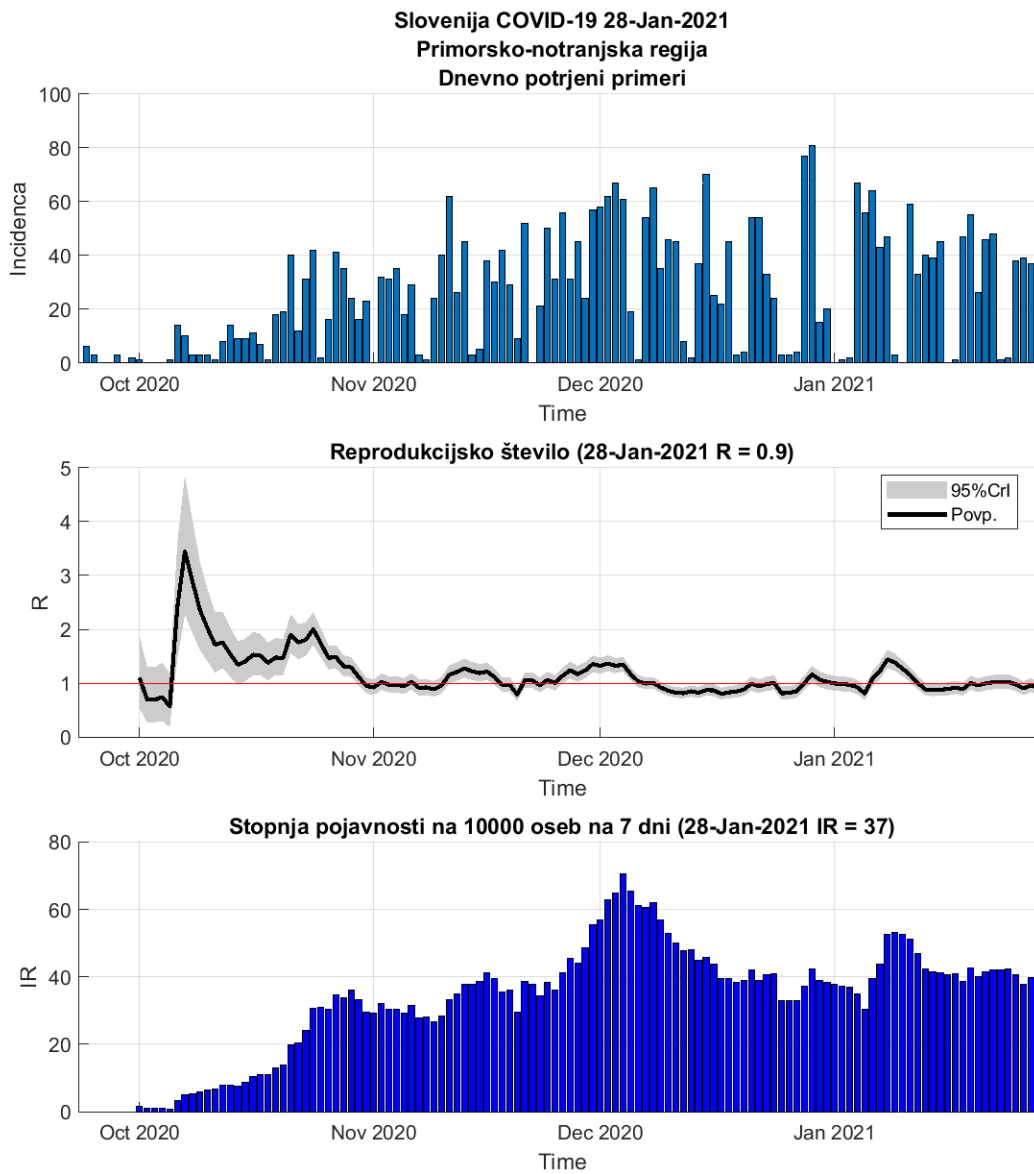 Slovenija COVID-19 28-Jan-2021
Primorsko-notranjska regija
Dnevno potrjeni primeri
100
80
60
40
20
0
Incidenca
Oct 2020 Nov 2020 Dec 2020 Jan 2021
Time
Reprodukcijsko število (28-Jan-2021 R = 0.9)
5
4
3
2
1
0
R
95%CrI
Povp.
Oct 2020 Nov 2020 Dec 2020 Jan 2021
Time
Stopnja pojavnosti na 10000 oseb na 7 dni (28-Jan-2021 IR = 37)
80
60
40
20
0
IR
Oct 2020 Nov 2020 Dec 2020 Jan 2021
Time